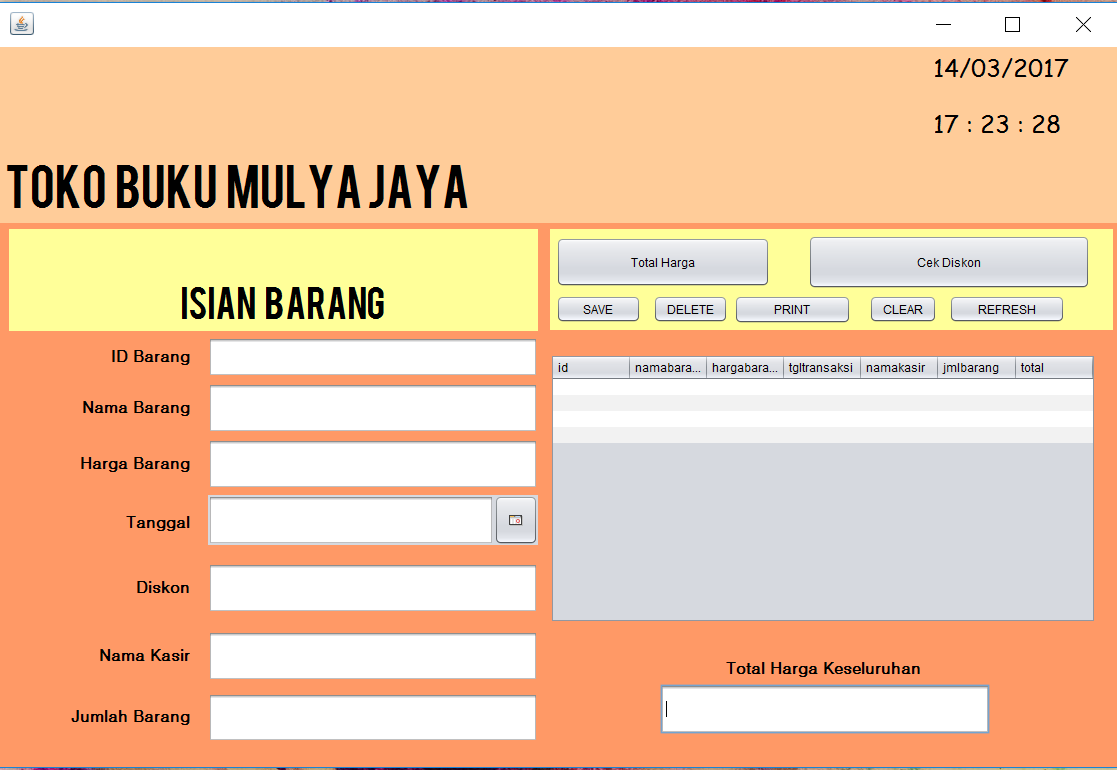 14/03/2017
17 : 23 : 28
TOKO BUKU MULYA JAYA
ISIAN BARANG
ID Barang
Nama Barang
Harga Barang
Tanggal
Diskon
Nama Kasir
Jumlah Barang
Total Harga Cek Diskon
SAVE DELETE PRINT CLEAR REFRESH
id namabara... hargabara... tgltransaksi namakasir jmlbarang total
Total Harga Keseluruhan